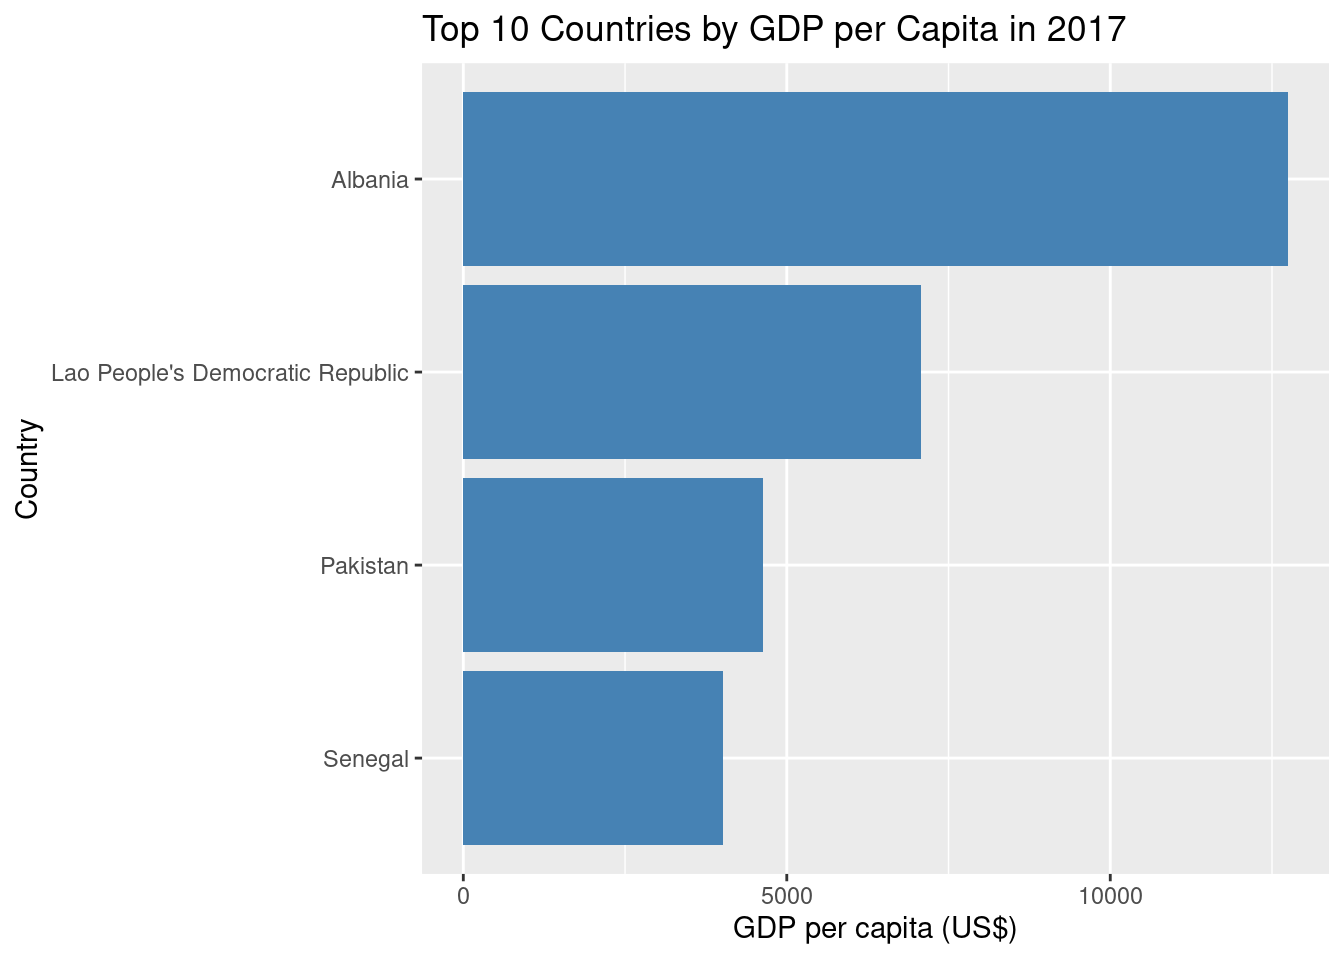 Top 10 Countries by GDP per Capita in 2017
Albania
Lao People's Democratic Republic
Pakistan
Senegal
Country
0 5000 10000
GDP per capita (US$)